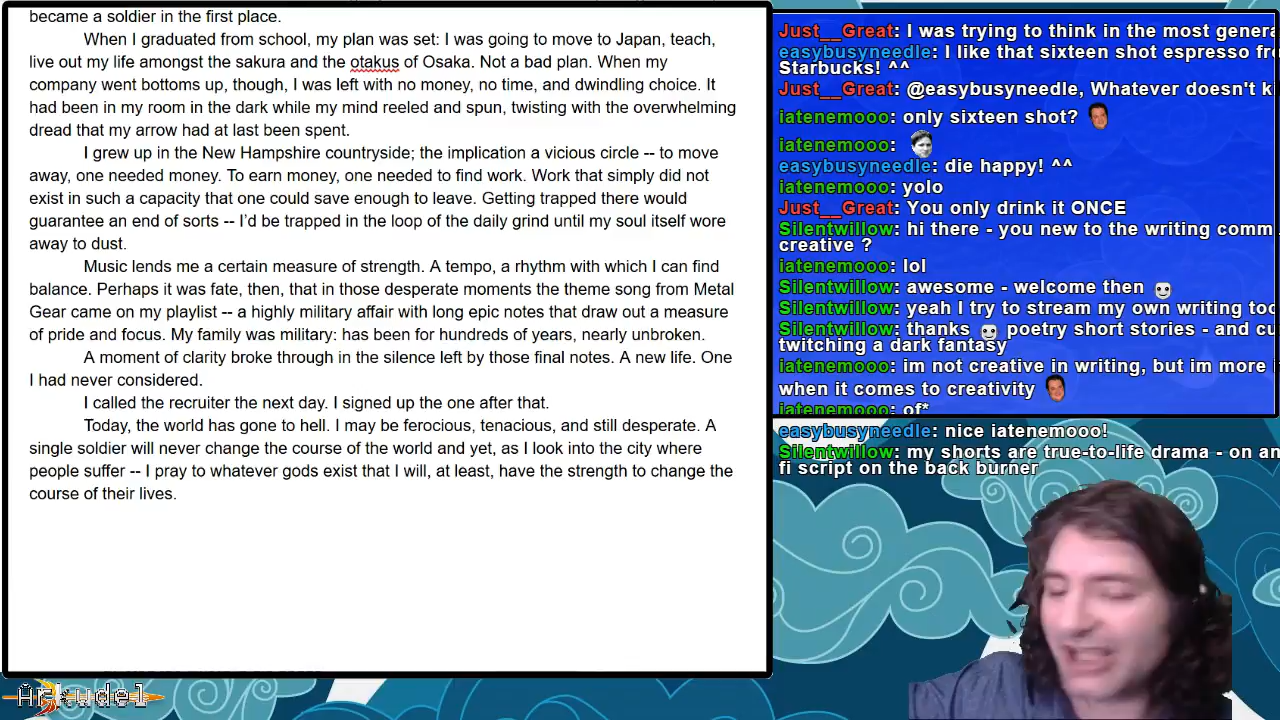 became a soldier in the first place.
When I graduated from school, my plan was set: I was going to move to Japan, teach,
live out my life amongst the sakura and the otakus of Osaka. Not a bad plan. When my
company went bottoms up, though, I was left with no money, no time, and dwindling choice. It
had been in my room in the dark while my mind reeled and spun, twisting with the overwhelming
dread that my arrow had at last been spent.
I grew up in the New Hampshire countryside; the implication a vicious circle -- to move
away, one needed money. To earn money, one needed to find work. Work that simply did not
exist in such a capacity that one could save enough to leave. Getting trapped there would
guarantee an end of sorts -- I'd be trapped in the loop of the daily grind until my soul itself wore
away to dust.
Music lends me a certain measure of strength. A tempo, a rhythm with which I can find
balance. Perhaps it was fate, then, that in those desperate moments the theme song from Metal
Gear came on my playlist -- a highly military affair with long epic notes that draw out a measure
of pride and focus. My family was military: has been for hundreds of years, nearly unbroken.
A moment of clarity broke through in the silence left by those final notes. A new life. One
I had never considered.
I called the recruiter the next day. I signed up the one after that.
Today, the world has gone to hell. I may be ferocious, tenacious, and still desperate. A
single soldier will never change the course of the world and yet, as I look into the city where
people suffer -- I pray to whatever gods exist that I will, at least, have the strength to change the
course of their lives.
Just__Great: I was trying to think in the most genera
easybusyneedle: I like that sixteen shot espresso fr
Starbucks! ^^
Just__Great: @easybusyneedle, Whatever doesn't k
iatenemooo: only sixteen shot?
iatenemooo:
easybusyneedle: die happy! ^^
iatenemooo: yolo
Just__Great: You only drink it ONCE
Silentwillow: hi there - you new to the writing comm
creative ?
iatenemooo: lol
Silentwillow: awesome - welcome then
Silentwillow: yeah I try to stream my own writing too
Silentwillow: thanks poetry short stories - and cu
twitching a dark fantasy
iatenemooo: im not creative in writing, but im more i
when it comes to creativity
iatenemooo: of*
easybusyneedle: nice iatenemooo!
Silentwillow: my shorts are true-to-life drama - on an
fi script on the back burner
Arkudel